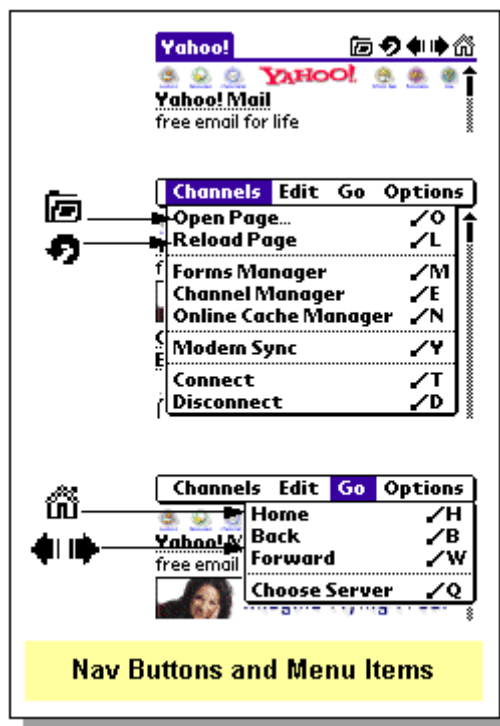 Yahoo!
YAHOO!
Yahoo! Mail
free email for life
Channels Edit Go Options
Open Page... /O
Reload Page /L
Forms Manager /M
Channel Manager /E
Online Cache Manager /N
Modem Sync /Y
Connect /T
Disconnect /D
Channels Edit Go Options
Home /H
Back /B
Forward /W
Choose Server /Q
Yahoo!
free email
Nav Buttons and Menu Items